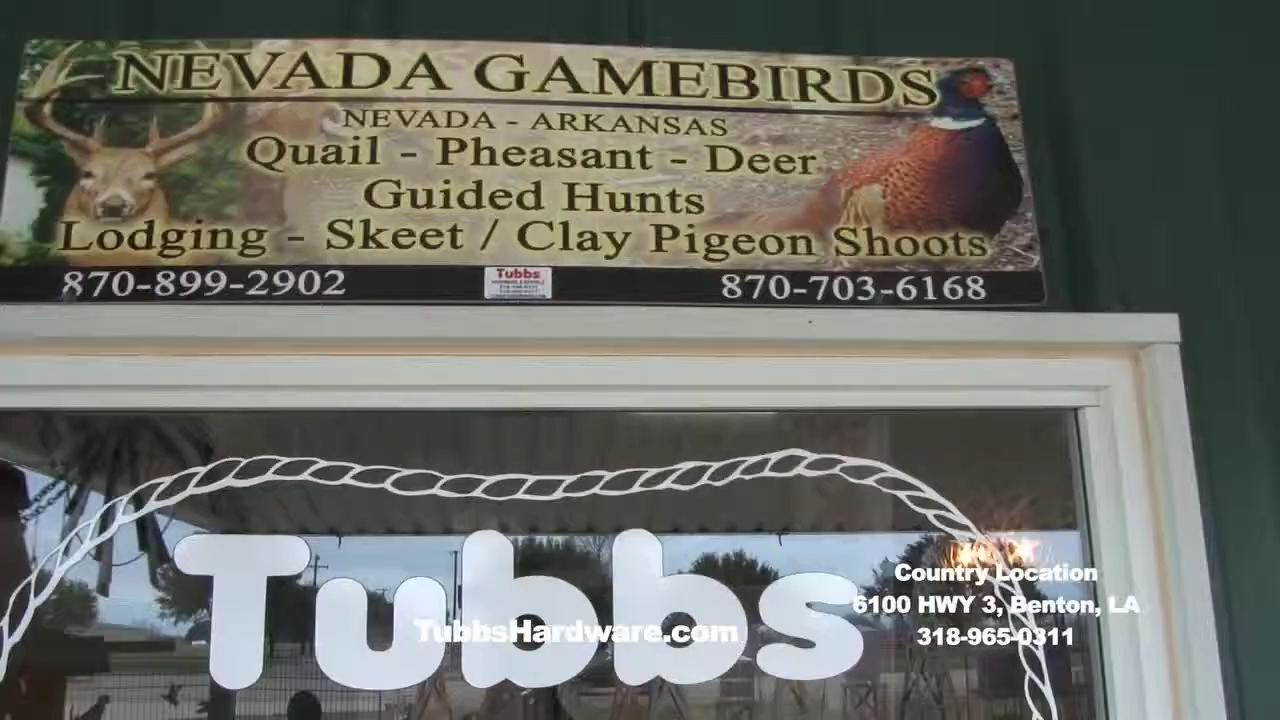 NEVADA GAMEBIRDS
NEVADA - ARKANSAS
Quail - Pheasant - Deer
Guided Hunts
Lodging - Skeet / Clay Pigeon Shoots
870-899-2902
Tubbs
870-703-6168
Tubbs
TubbsHardware.com
Country Location
6100 HWY 3, Benton, LA
318-965-0311